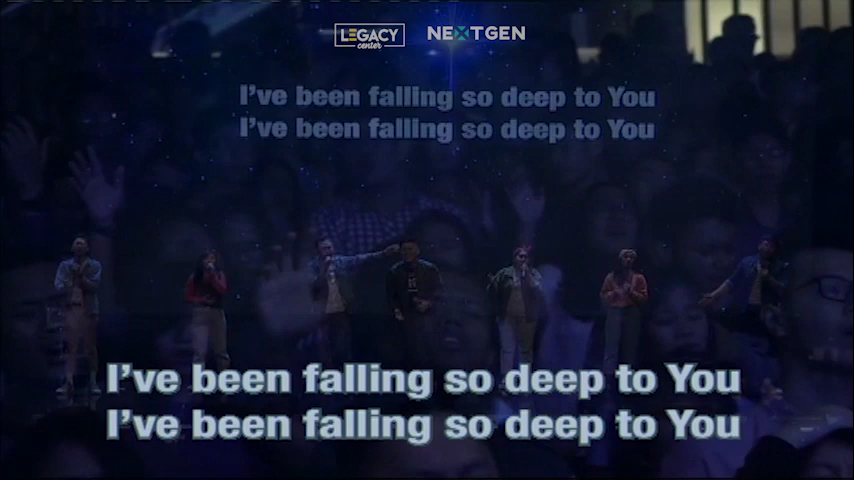 LEGACY
center
NEXTGEN
I've been falling so deep to You
I've been falling so deep to You
I've been falling so deep to You
I've been falling so deep to You